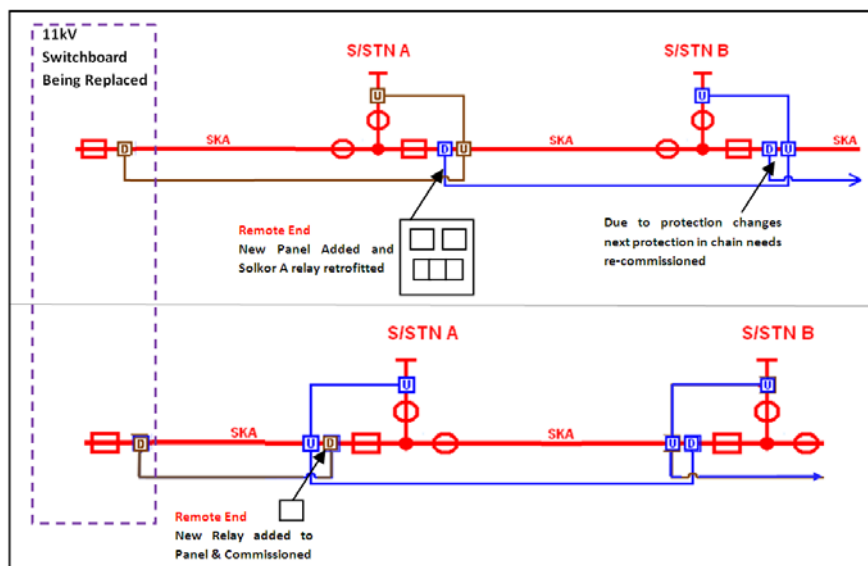 11kV
Switchboard
Being Replaced
S/STN A
S/STN B
U
U
SKA
SKA
SKA
D
D
U
D
U
Remote End
New Panel Added and
Solkor A relay retrofitted
Due to protection changes
next protection in chain needs
re-commissioned
S/STN A
S/STN B
U
U
SKA
SKA
D
U
D
U
D
Remote End
New Relay added to
Panel & Commissioned